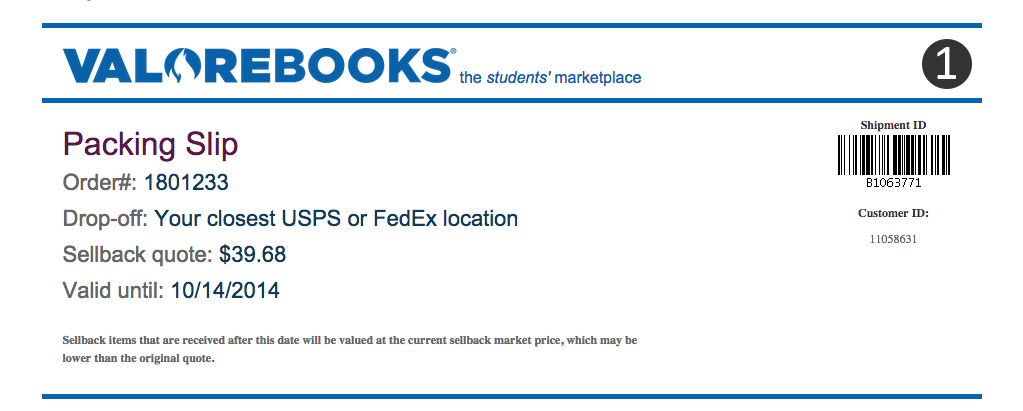 VALOREBOOKS® the students' marketplace
1
Packing Slip
Order#: 1801233
Drop-off: Your closest USPS or FedEx location
Sellback quote: $39.68
Valid until: 10/14/2014
Sellback items that are received after this date will be valued at the current sellback market price, which may be
lower than the original quote.
Shipment ID
B1063771
Customer ID:
11058631